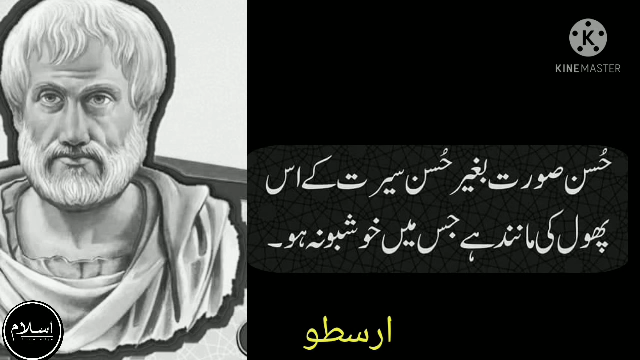 KINEMASTER
حُسن صورت بغیر حُسن سیرت کے اس
پھول کی مانند ہے جس میں خوشبو نہ ہو۔
ارسطو
اسلام